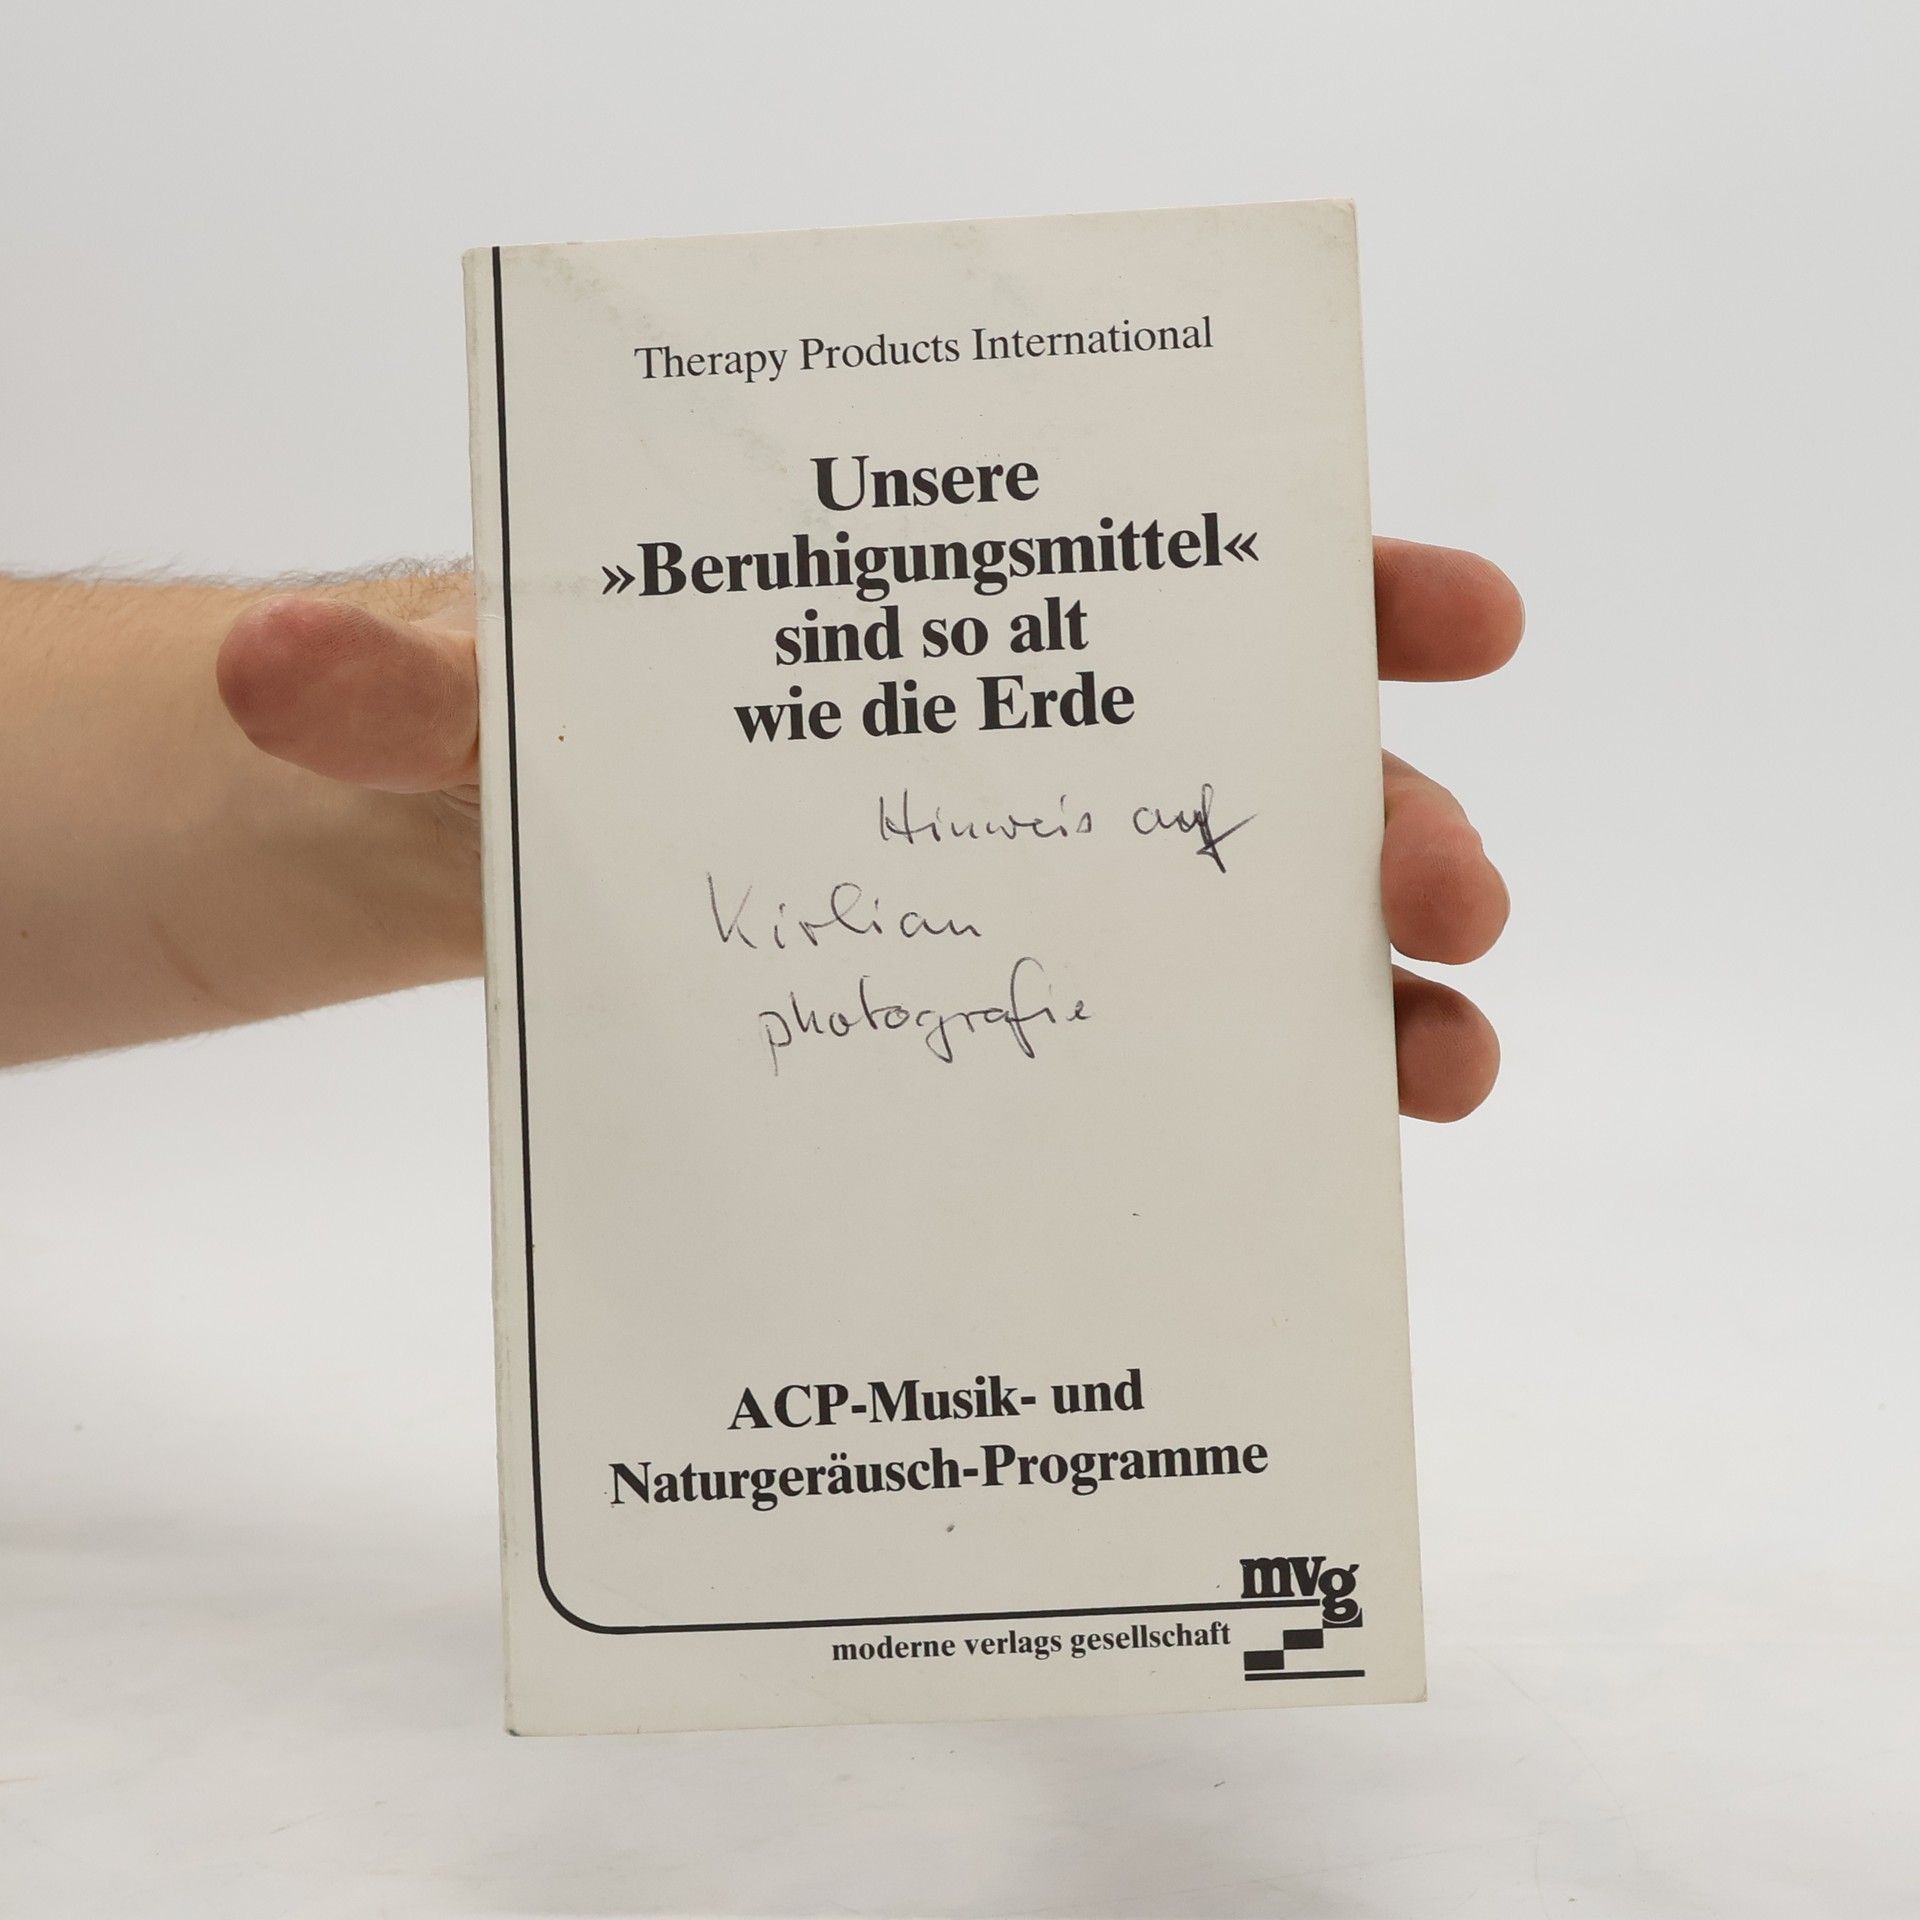 Therapy Products International
Unsere
»Beruhigungsmittel«
sind so alt
wie die Erde
Hinweis auf
Kirlian
photografie
ACP-Musik- und
Naturgeräusch-Programme
mvg
moderne verlags gesellschaft